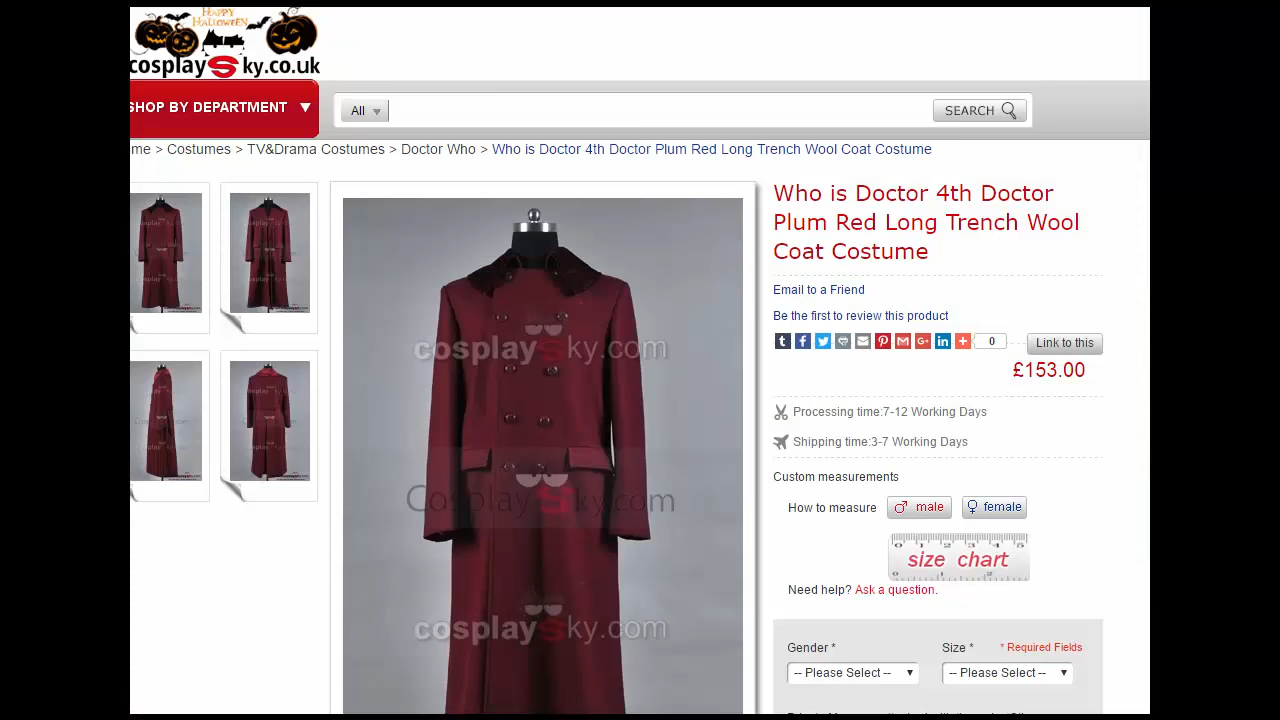 HAPPY
HALLOWEEN
cosplaysky.co.uk
SHOP BY DEPARTMENT
All
SEARCH
me > Costumes > TV&Drama Costumes > Doctor Who > Who is Doctor 4th Doctor Plum Red Long Trench Wool Coat Costume
Who is Doctor 4th Doctor
Plum Red Long Trench Wool
Coat Costume
Email to a Friend
Be the first to review this product
0
Link to this
£153.00
Processing time:7-12 Working Days
Shipping time:3-7 Working Days
Custom measurements
How to measure
male
female
size chart
Need help? Ask a question.
Gender *
Size *
* Required Fields
-- Please Select --
-- Please Select --
cosplaysky.com
CosplaySky.com
cosplaysky.com